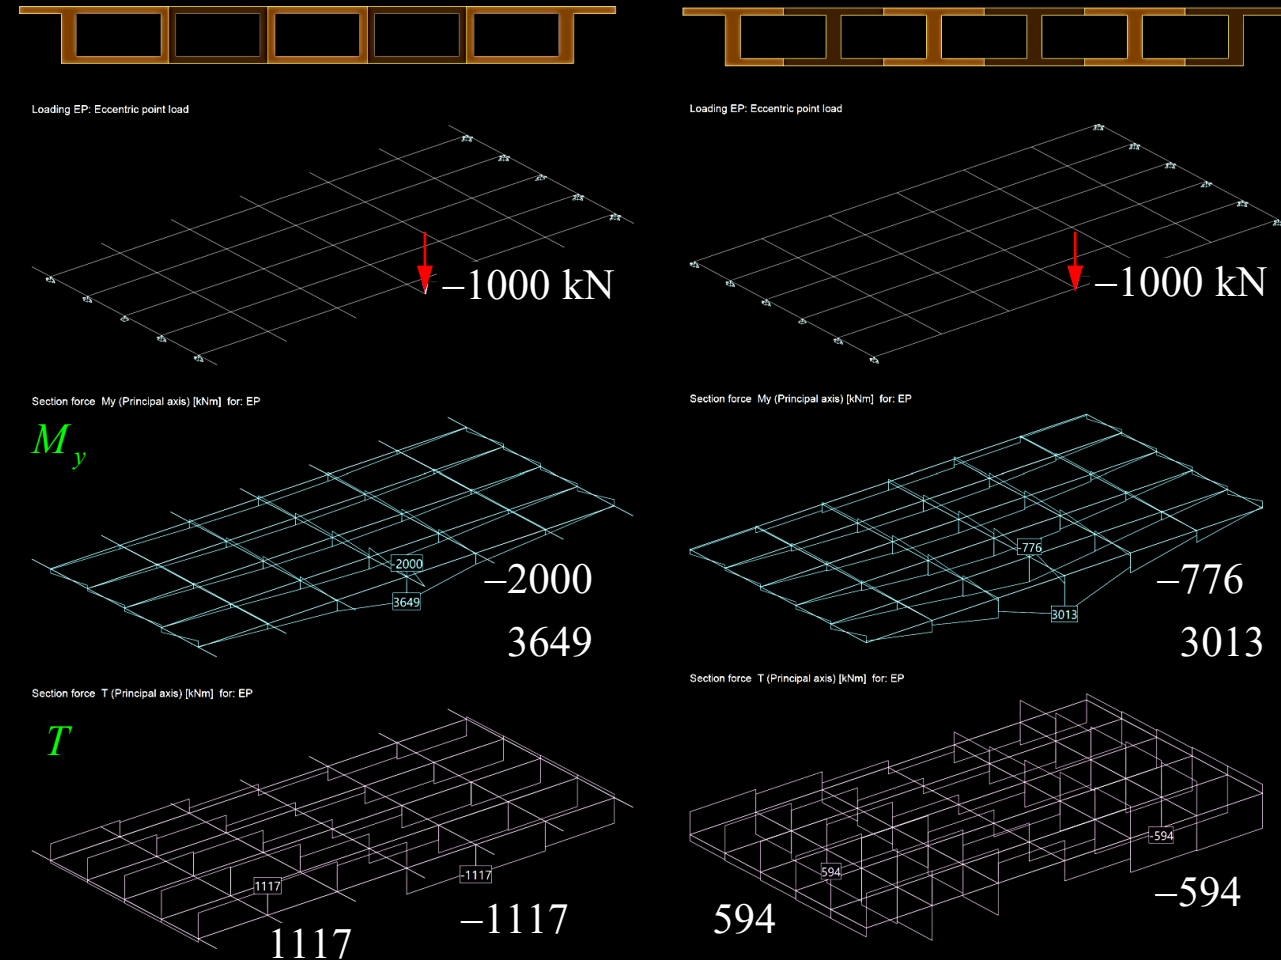 Loading EP: Eccentric point load
–1000 kN
Section force My (Principal axis) [kNm] for: EP
M y
-2000
3649
–2000
3649
Section force T (Principal axis) [kNm] for: EP
T
1117
-1117
1117
–1117
Loading EP: Eccentric point load
–1000 kN
Section force My (Principal axis) [kNm] for: EP
-776
3013
–776
3013
Section force T (Principal axis) [kNm] for: EP
594
-594
594
–594